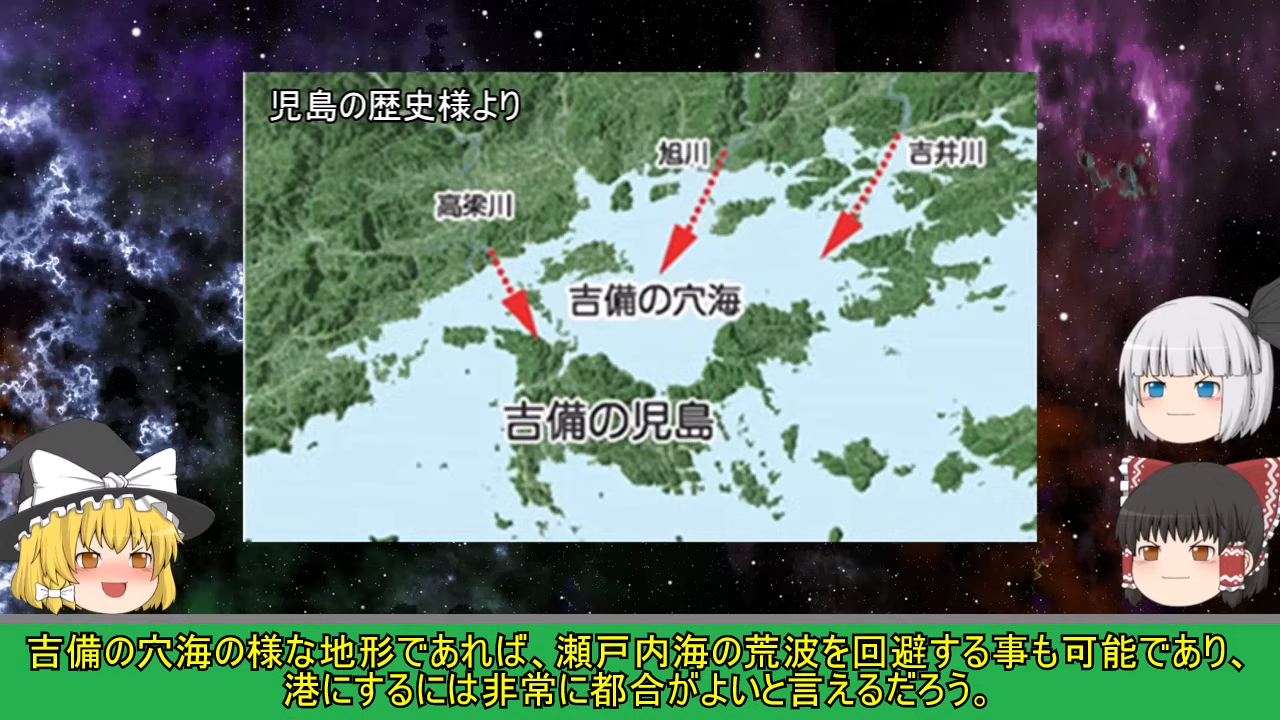 児島の歴史様より
旭川
吉井川
高梁川
吉備の穴海
吉備の児島
吉備の穴海の様な地形であれば、瀬戸内海の荒波を回避する事も可能であり、
港にするには非常に都合がよいと言えるだろう。